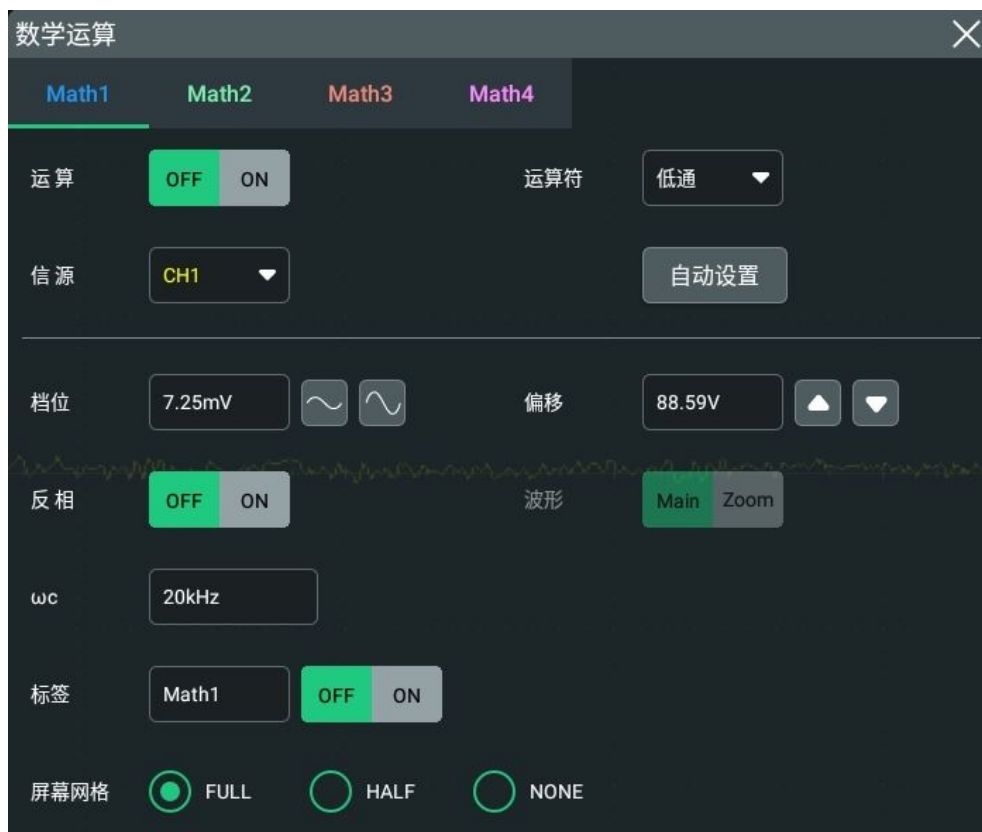 数学运算
Math1 Math2 Math3 Math4
运算 OFF ON 运算符 低通
信源 CH1 自动设置
档位 7.25mV 偏移 88.59V
反相 OFF ON 波形 Main Zoom
ωc 20kHz
标签 Math1 OFF ON
屏幕网格 FULL HALF NONE